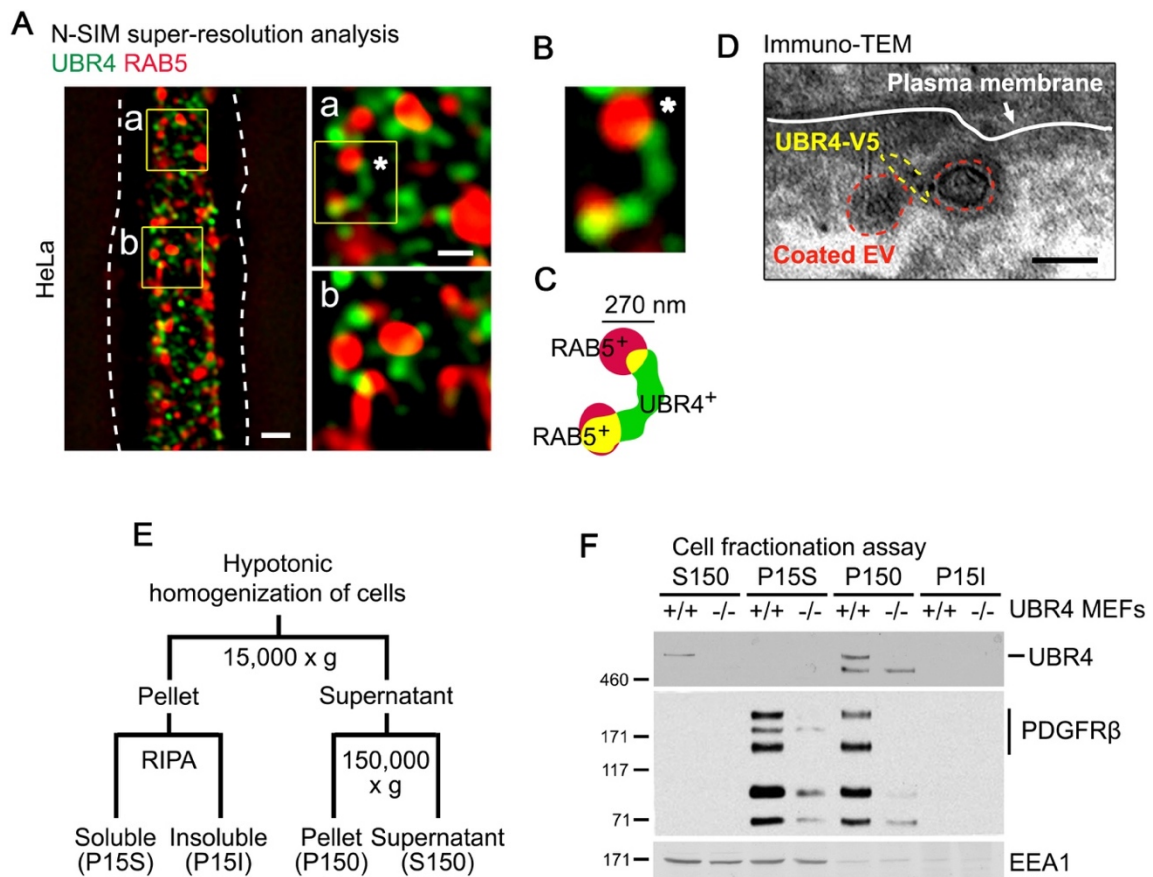 A
N-SIM super-resolution analysis
UBR4 RAB5
HeLa
a
b
a
*
b
B
*
C
270 nm
RAB5+
UBR4+
RAB5+
D
Immuno-TEM
Plasma membrane
UBR4-V5
Coated EV
E
Hypotonic
homogenization of cells
15,000 x g
Pellet
Supernatant
RIPA
150,000
x g
Soluble
(P15S)
Insoluble
(P15I)
Pellet
(P150)
Supernatant
(S150)
F
Cell fractionation assay
S150 P15S P150 P15I
+/+ -/- +/+ -/- +/+ -/- +/+ -/- UBR4 MEFs
UBR4
460
PDGFRβ
171
117
71
171
EEA1